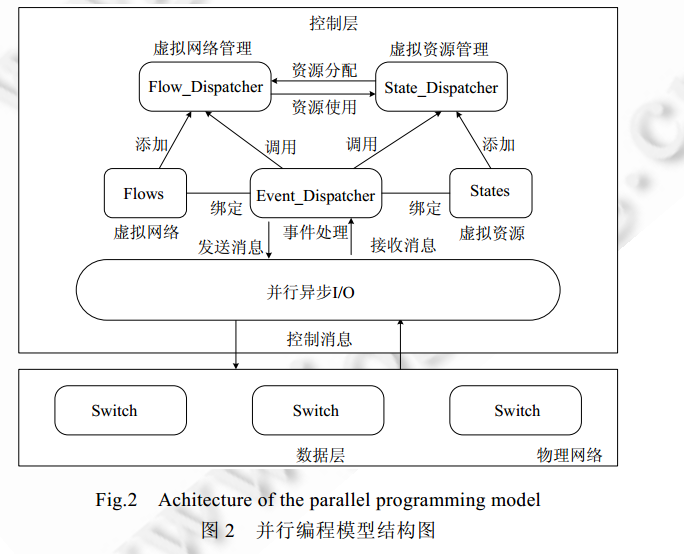 控制层
虚拟网络管理
虚拟资源管理
资源分配
Flow_Dispatcher
State_Dispatcher
资源使用
添加
调用
调用
添加
Flows
Event_Dispatcher
States
绑定
绑定
虚拟网络
发送消息
事件处理
接收消息
虚拟资源
并行异步I/O
控制消息
Switch
Switch
Switch
数据层
物理网络
Fig.2 Achitecture of the parallel programming model
图 2 并行编程模型结构图